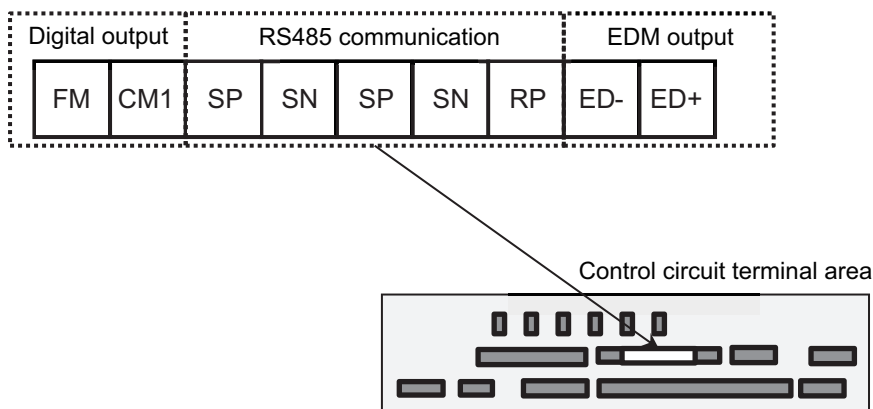 Digital output RS485 communication EDM output
FM CM1 SP SN SP SN RP ED- ED+
Control circuit terminal area